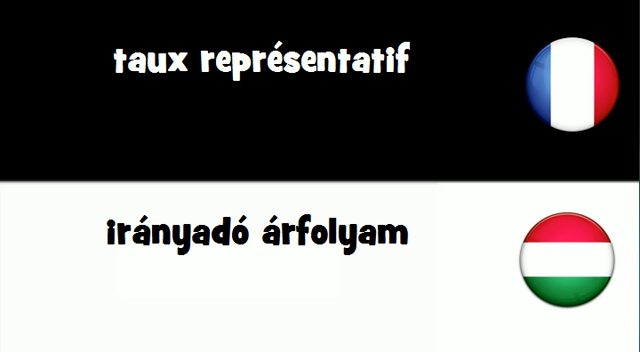 taux représentatif
irányadó árfolyam